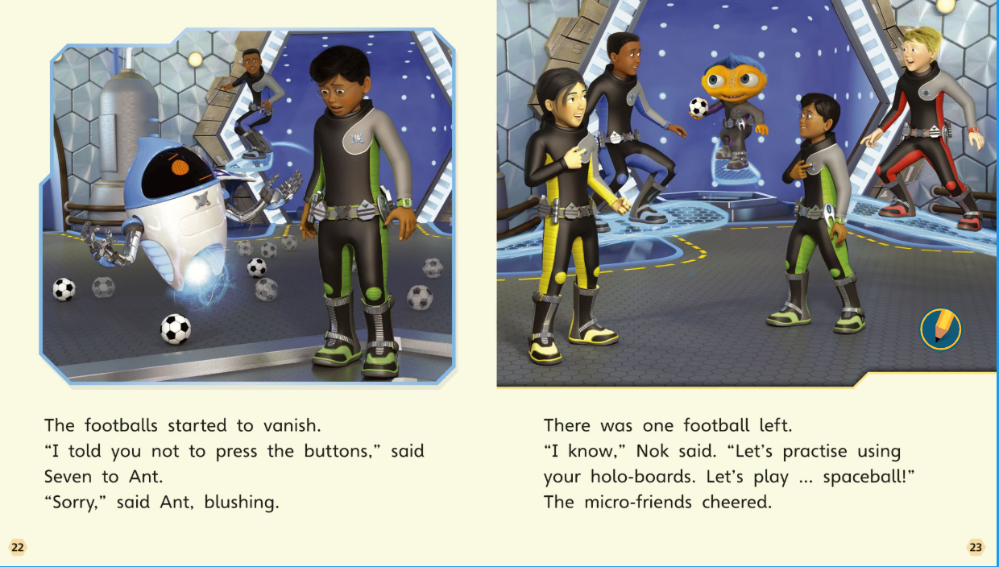 The footballs started to vanish.
“I told you not to press the buttons,” said
Seven to Ant.
“Sorry,” said Ant, blushing.
22
There was one football left.
“I know,” Nok said. “Let’s practise using
your holo-boards. Let’s play ... spaceball!”
The micro-friends cheered.
23